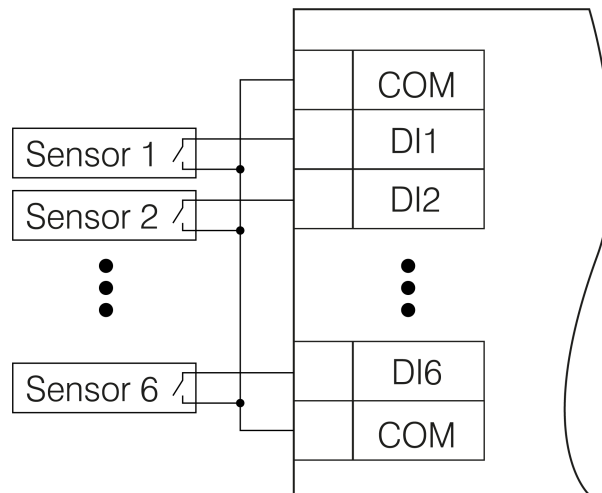 COM
Sensor 1
DI1
Sensor 2
DI2
Sensor 6
DI6
COM